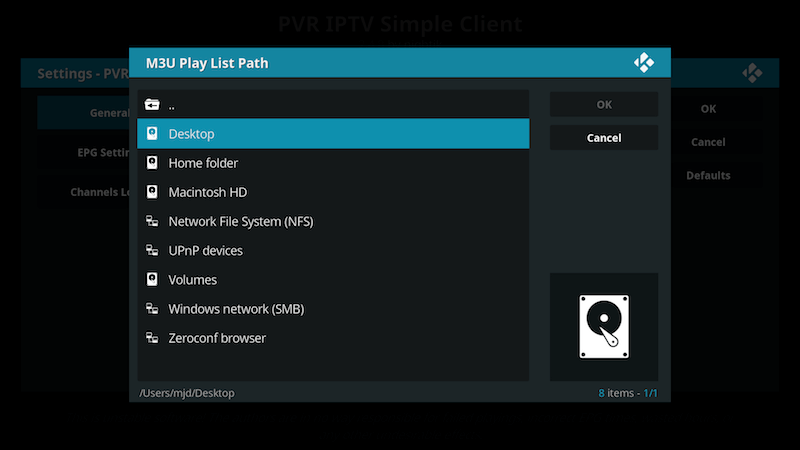 PVR IPTV Simple Client
Settings - PVR
M3U Play List Path
General
EPG Settin
Channels Lo
..
Desktop
Home folder
Macintosh HD
Network File System (NFS)
UPnP devices
Volumes
Windows network (SMB)
Zeroconf browser
OK
Cancel
OK
Cancel
Defaults
/Users/mjd/Desktop
8 items - 1/1